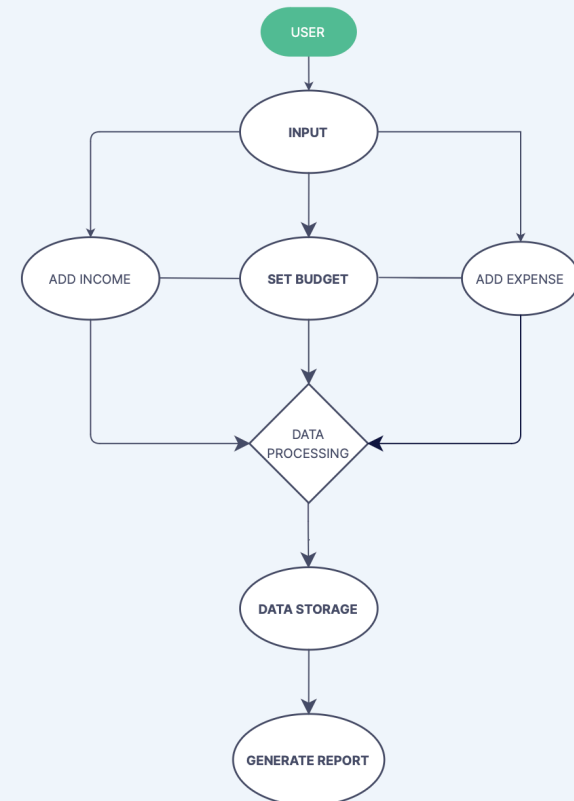 USER
INPUT
ADD INCOME
SET BUDGET
ADD EXPENSE
DATA
PROCESSING
DATA STORAGE
GENERATE REPORT